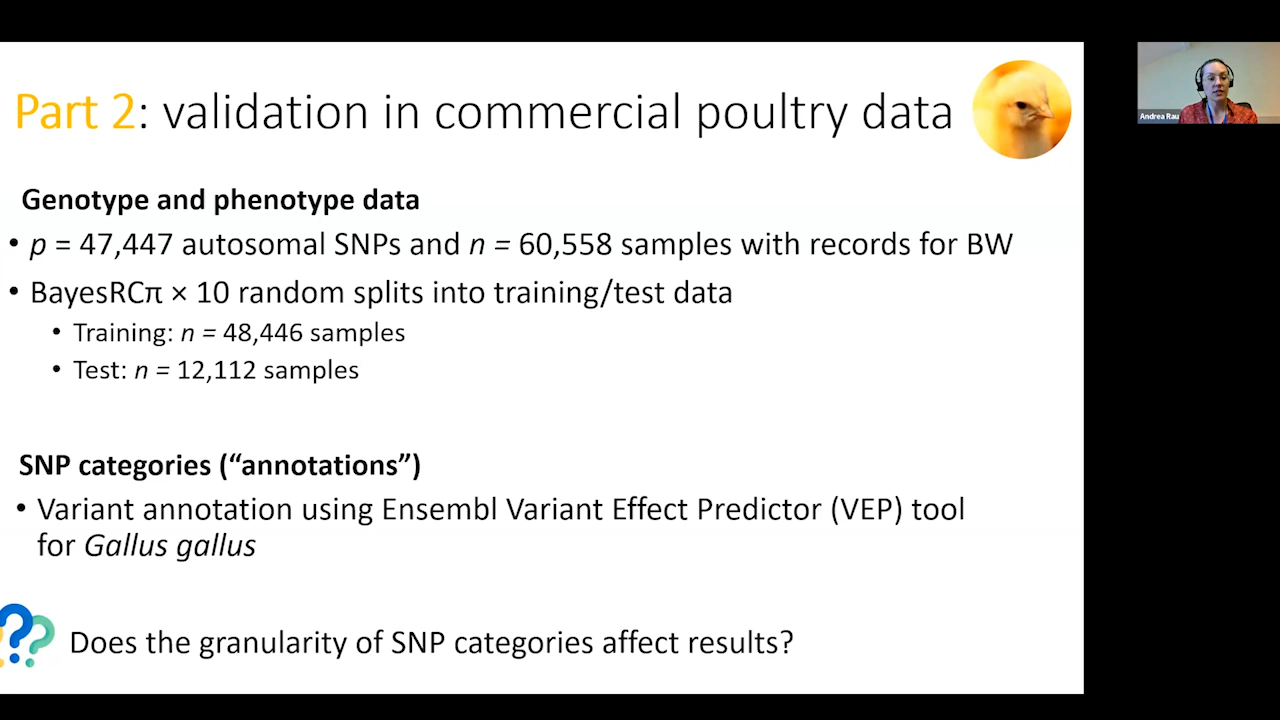 Part 2: validation in commercial poultry data
Andrea Rau
Genotype and phenotype data
• p = 47,447 autosomal SNPs and n = 60,558 samples with records for BW
• BayesRCπ × 10 random splits into training/test data
• Training: n = 48,446 samples
• Test: n = 12,112 samples
SNP categories (“annotations”)
• Variant annotation using Ensembl Variant Effect Predictor (VEP) tool
for Gallus gallus
???
Does the granularity of SNP categories affect results?